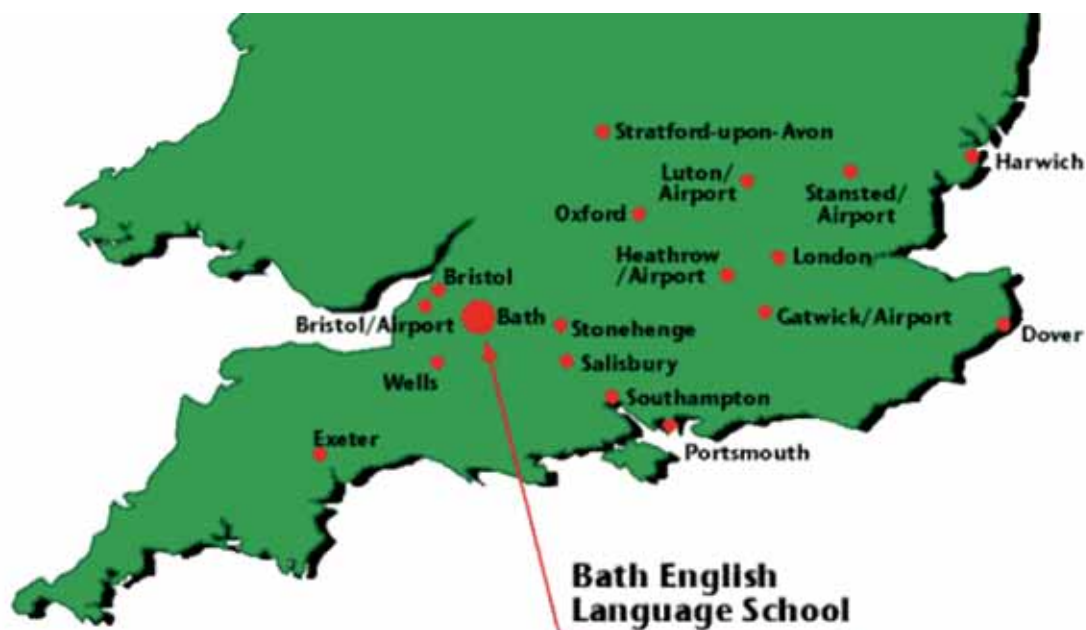 Stratford-upon-Avon
Harwich
Luton/
Airport
Stansted/
Airport
Oxford
Heathrow
/Airport
London
Bristol
Bristol/Airport
Bath
Stonehenge
Gatwick/Airport
Dover
Wells
Salisbury
Southampton
Exeter
Portsmouth
Bath English
Language School